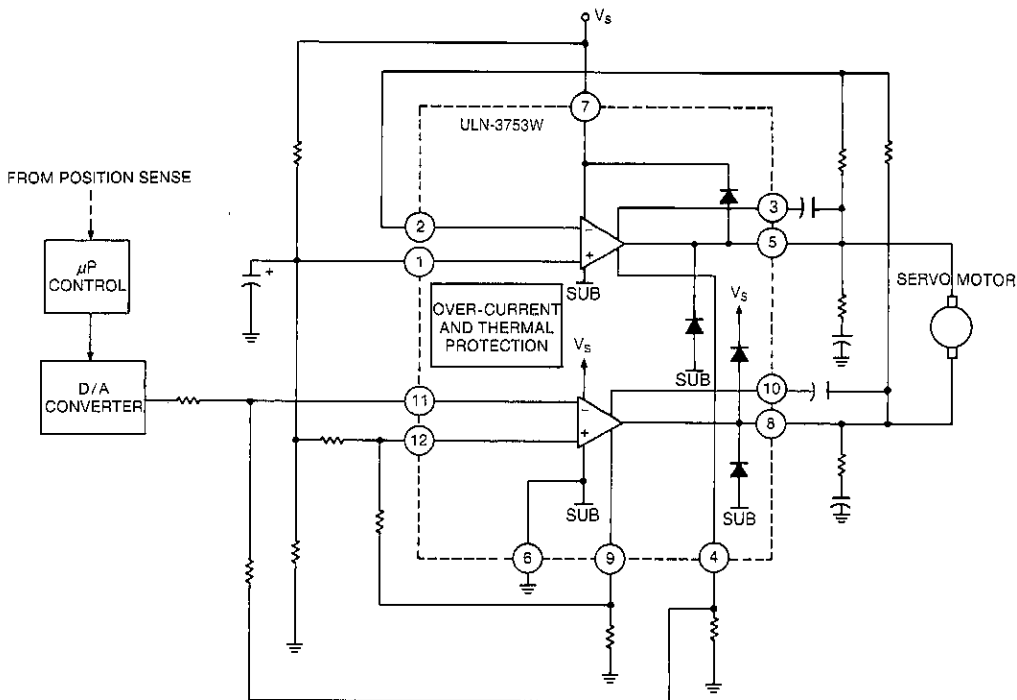 Vs
7
ULN-3753W
FROM POSITION SENSE
3
2
−
5
μP
CONTROL
1
+
+
SUB
SERVO MOTOR
OVER-CURRENT
AND THERMAL
PROTECTION
Vs
Vs
SUB
D/A
CONVERTER
10
11
−
8
12
+
SUB
SUB
6
9
4